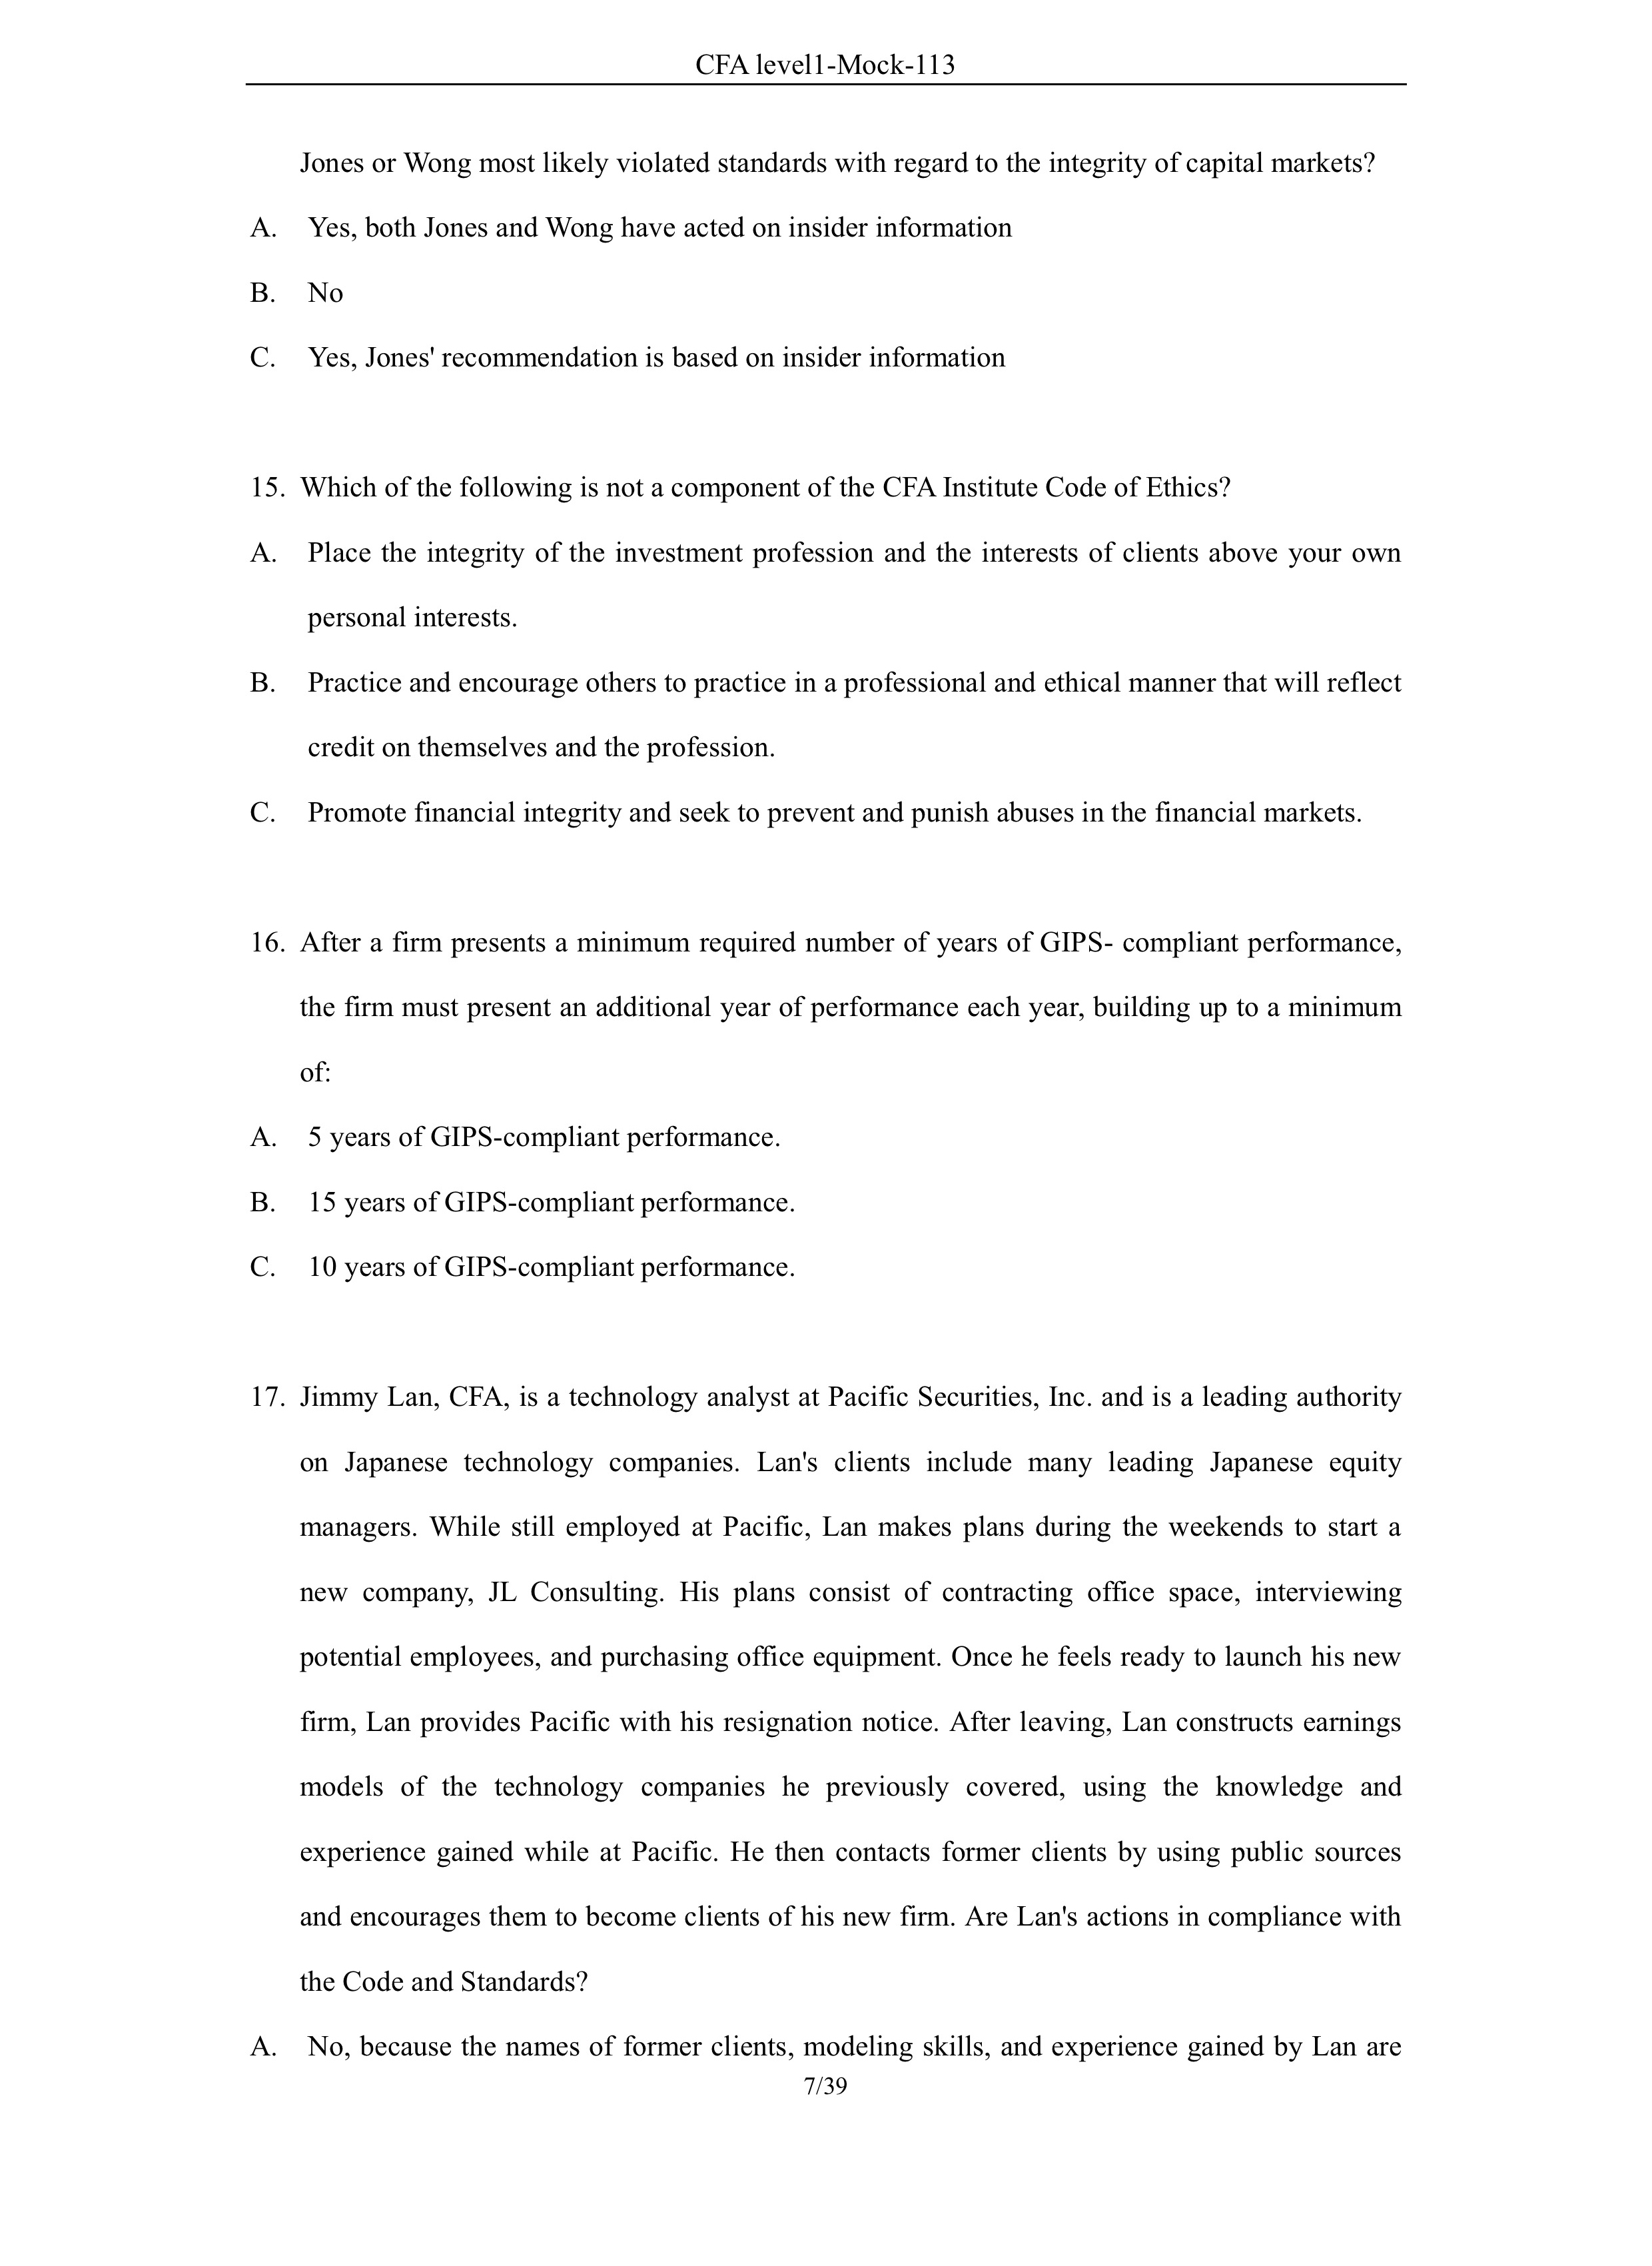 CFA level1-Mock-113
Jones or Wong most likely violated standards with regard to the integrity of capital markets?
A. Yes, both Jones and Wong have acted on insider information
B. No
C. Yes, Jones' recommendation is based on insider information
15. Which of the following is not a component of the CFA Institute Code of Ethics?
A. Place the integrity of the investment profession and the interests of clients above your own
personal interests.
B. Practice and encourage others to practice in a professional and ethical manner that will reflect
credit on themselves and the profession.
C. Promote financial integrity and seek to prevent and punish abuses in the financial markets.
16. After a firm presents a minimum required number of years of GIPS- compliant performance,
the firm must present an additional year of performance each year, building up to a minimum
of:
A. 5 years of GIPS-compliant performance.
B. 15 years of GIPS-compliant performance.
C. 10 years of GIPS-compliant performance.
17. Jimmy Lan, CFA, is a technology analyst at Pacific Securities, Inc. and is a leading authority
on Japanese technology companies. Lan's clients include many leading Japanese equity
managers. While still employed at Pacific, Lan makes plans during the weekends to start a
new company, JL Consulting. His plans consist of contracting office space, interviewing
potential employees, and purchasing office equipment. Once he feels ready to launch his new
firm, Lan provides Pacific with his resignation notice. After leaving, Lan constructs earnings
models of the technology companies he previously covered, using the knowledge and
experience gained while at Pacific. He then contacts former clients by using public sources
and encourages them to become clients of his new firm. Are Lan's actions in compliance with
the Code and Standards?
A. No, because the names of former clients, modeling skills, and experience gained by Lan are
7/39